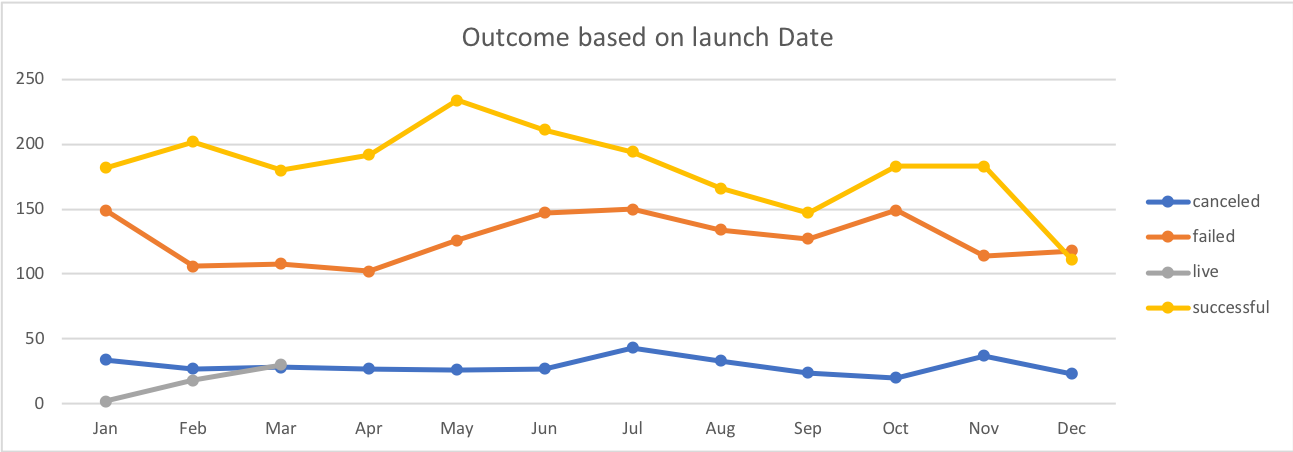 Outcome based on launch Date
250
200
150
100
50
0
Jan Feb Mar Apr May Jun Jul Aug Sep Oct Nov Dec
canceled
failed
live
successful